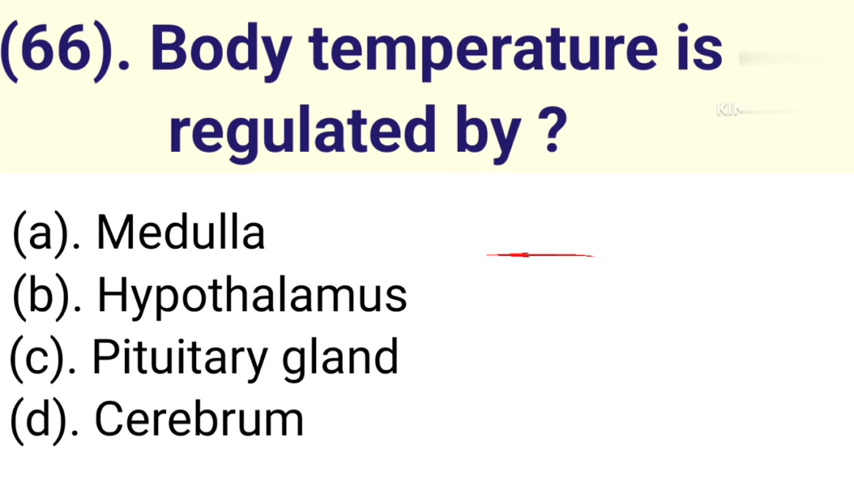 (66). Body temperature is
regulated by ?
(a). Medulla
(b). Hypothalamus
(c). Pituitary gland
(d). Cerebrum